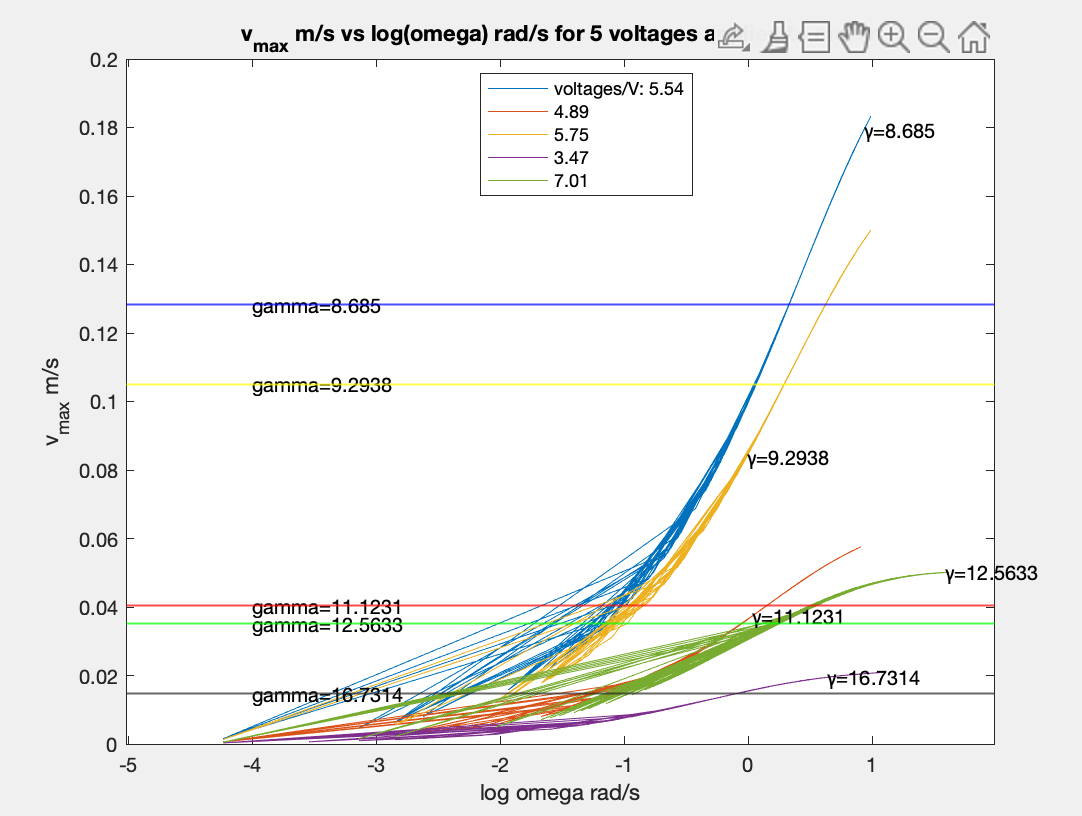 v_max m/s vs log(omega) rad/s for 5 voltages a
0.2
voltages/V: 5.54
4.89
5.75
3.47
7.01
0.18
γ=8.685
0.16
0.14
gamma=8.685
0.12
gamma=9.2938
0.1
v_max m/s
γ=9.2938
0.08
0.06
γ=12.5633
gamma=11.1231
0.04
γ=11.1231
gamma=12.5633
γ=16.7314
0.02
gamma=16.7314
0
-5 -4 -3 -2 -1 0 1
log omega rad/s